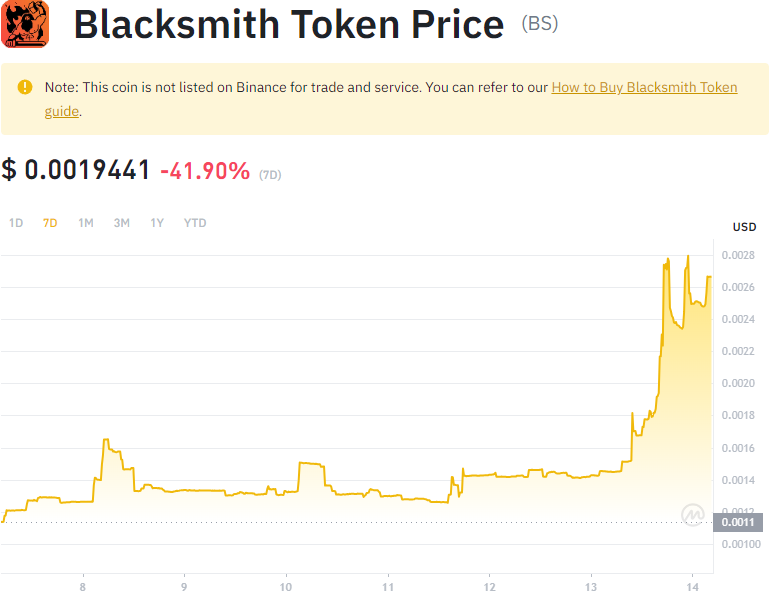 Blacksmith Token Price (BS)
Note: This coin is not listed on Binance for trade and service. You can refer to our How to Buy Blacksmith Token
guide.
$ 0.0019441 -41.90% (7D)
1D 7D 1M 3M 1Y YTD
USD
0.0028
0.0026
0.0024
0.0022
0.0020
0.0018
0.0016
0.0014
0.0012
0.0011
0.00100
8 9 10 11 12 13 14